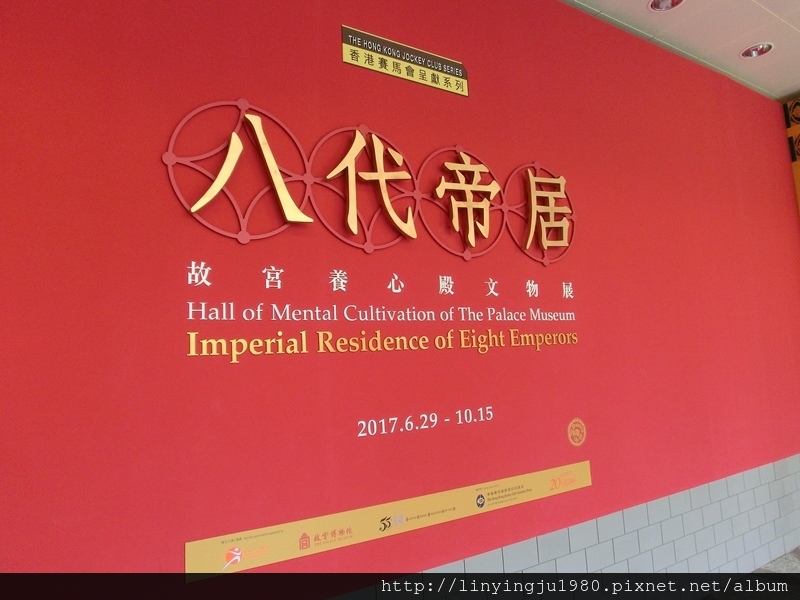 THE HONG KONG JOCKEY CLUB SERIES
香港賽馬會呈獻系列
八代帝居
故宮養心殿文物展
Hall of Mental Cultivation of The Palace Museum
Imperial Residence of Eight Emperors
2017.6.29 - 10.15
故宮博物院
http://linyingju1980.pixnet.net/album